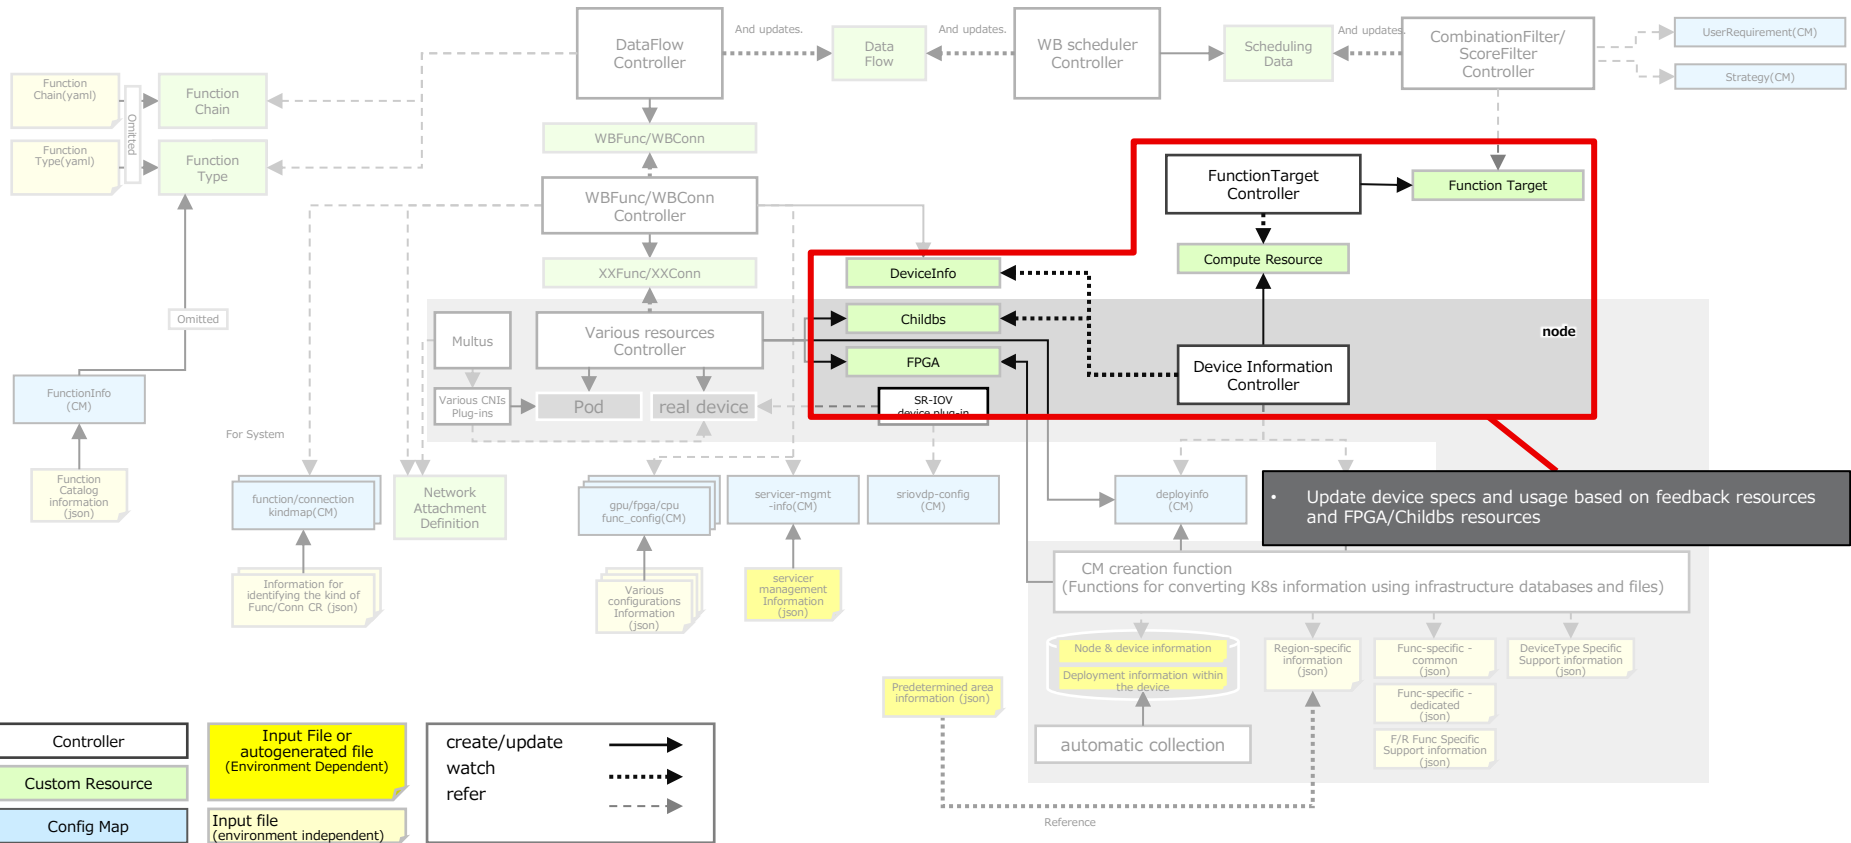 And updates.
And updates.
And updates.
DataFlow
Controller
Data
Flow
WB scheduler
Controller
Scheduling
Data
CombinationFilter/
ScoreFilter
Controller
UserRequirement(CM)
Strategy(CM)
Function
Chain(yaml)
Function
Chain
Omitted
Function
Type(yaml)
Function
Type
WBFunc/WBConn
WBFunc/WBConn
Controller
XXFunc/XXConn
FunctionTarget
Controller
Function Target
Compute Resource
DeviceInfo
Childbs
FPGA
node
Omitted
Multus
Various resources
Controller
Device Information
Controller
FunctionInfo
(CM)
Various CNIs
Plug-ins
Pod
real device
SR-IOV
device plug-in
For System
Function
Catalog
information
(json)
function/connection
kindmap(CM)
Network
Attachment
Definition
gpu/fpga/cpu
func_config(CM)
servicer-mgmt
-info(CM)
sriovdp-config
(CM)
deployinfo
(CM)
• Update device specs and usage based on feedback resources
and FPGA/Childbs resources
Information for
identifying the kind of
Func/Conn CR (json)
Various
configurations
Information
(json)
servicer
management
Information
(json)
CM creation function
(Functions for converting K8s information using infrastructure databases and files)
Node & device information
Deployment information within
the device
Region-specific
information
(json)
Func-specific -
common
(json)
DeviceType Specific
Support information
(json)
Predetermined area
information (json)
Func-specific -
dedicated
(json)
F/R Func Specific
Support information
(json)
automatic collection
Reference
Controller
Custom Resource
Config Map
Input File or
autogenerated file
(Environment Dependent)
Input file
(environment independent)
create/update
watch
refer